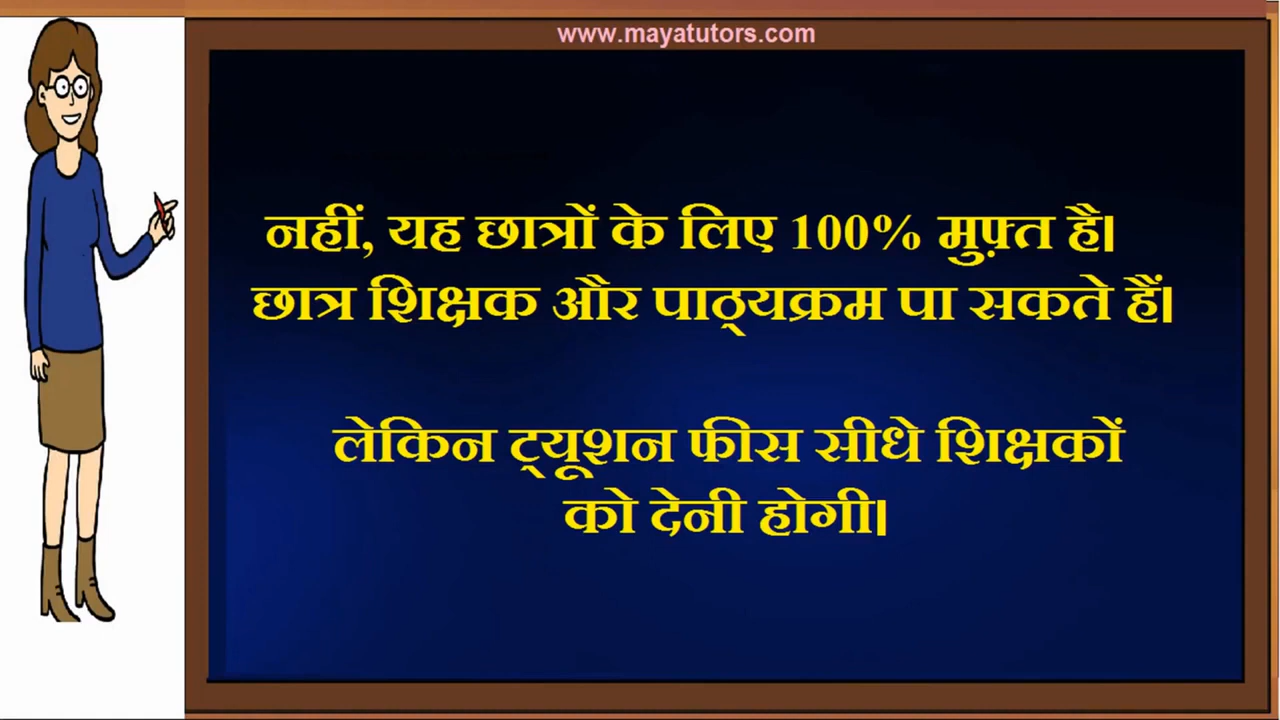 www.mayatutors.com
नहीं, यह छात्रों के लिए 100% मुफ़्त है।
छात्र शिक्षक और पाठ्यक्रम पा सकते हैं।
लेकिन ट्यूशन फीस सीधे शिक्षकों
को देनी होगी।